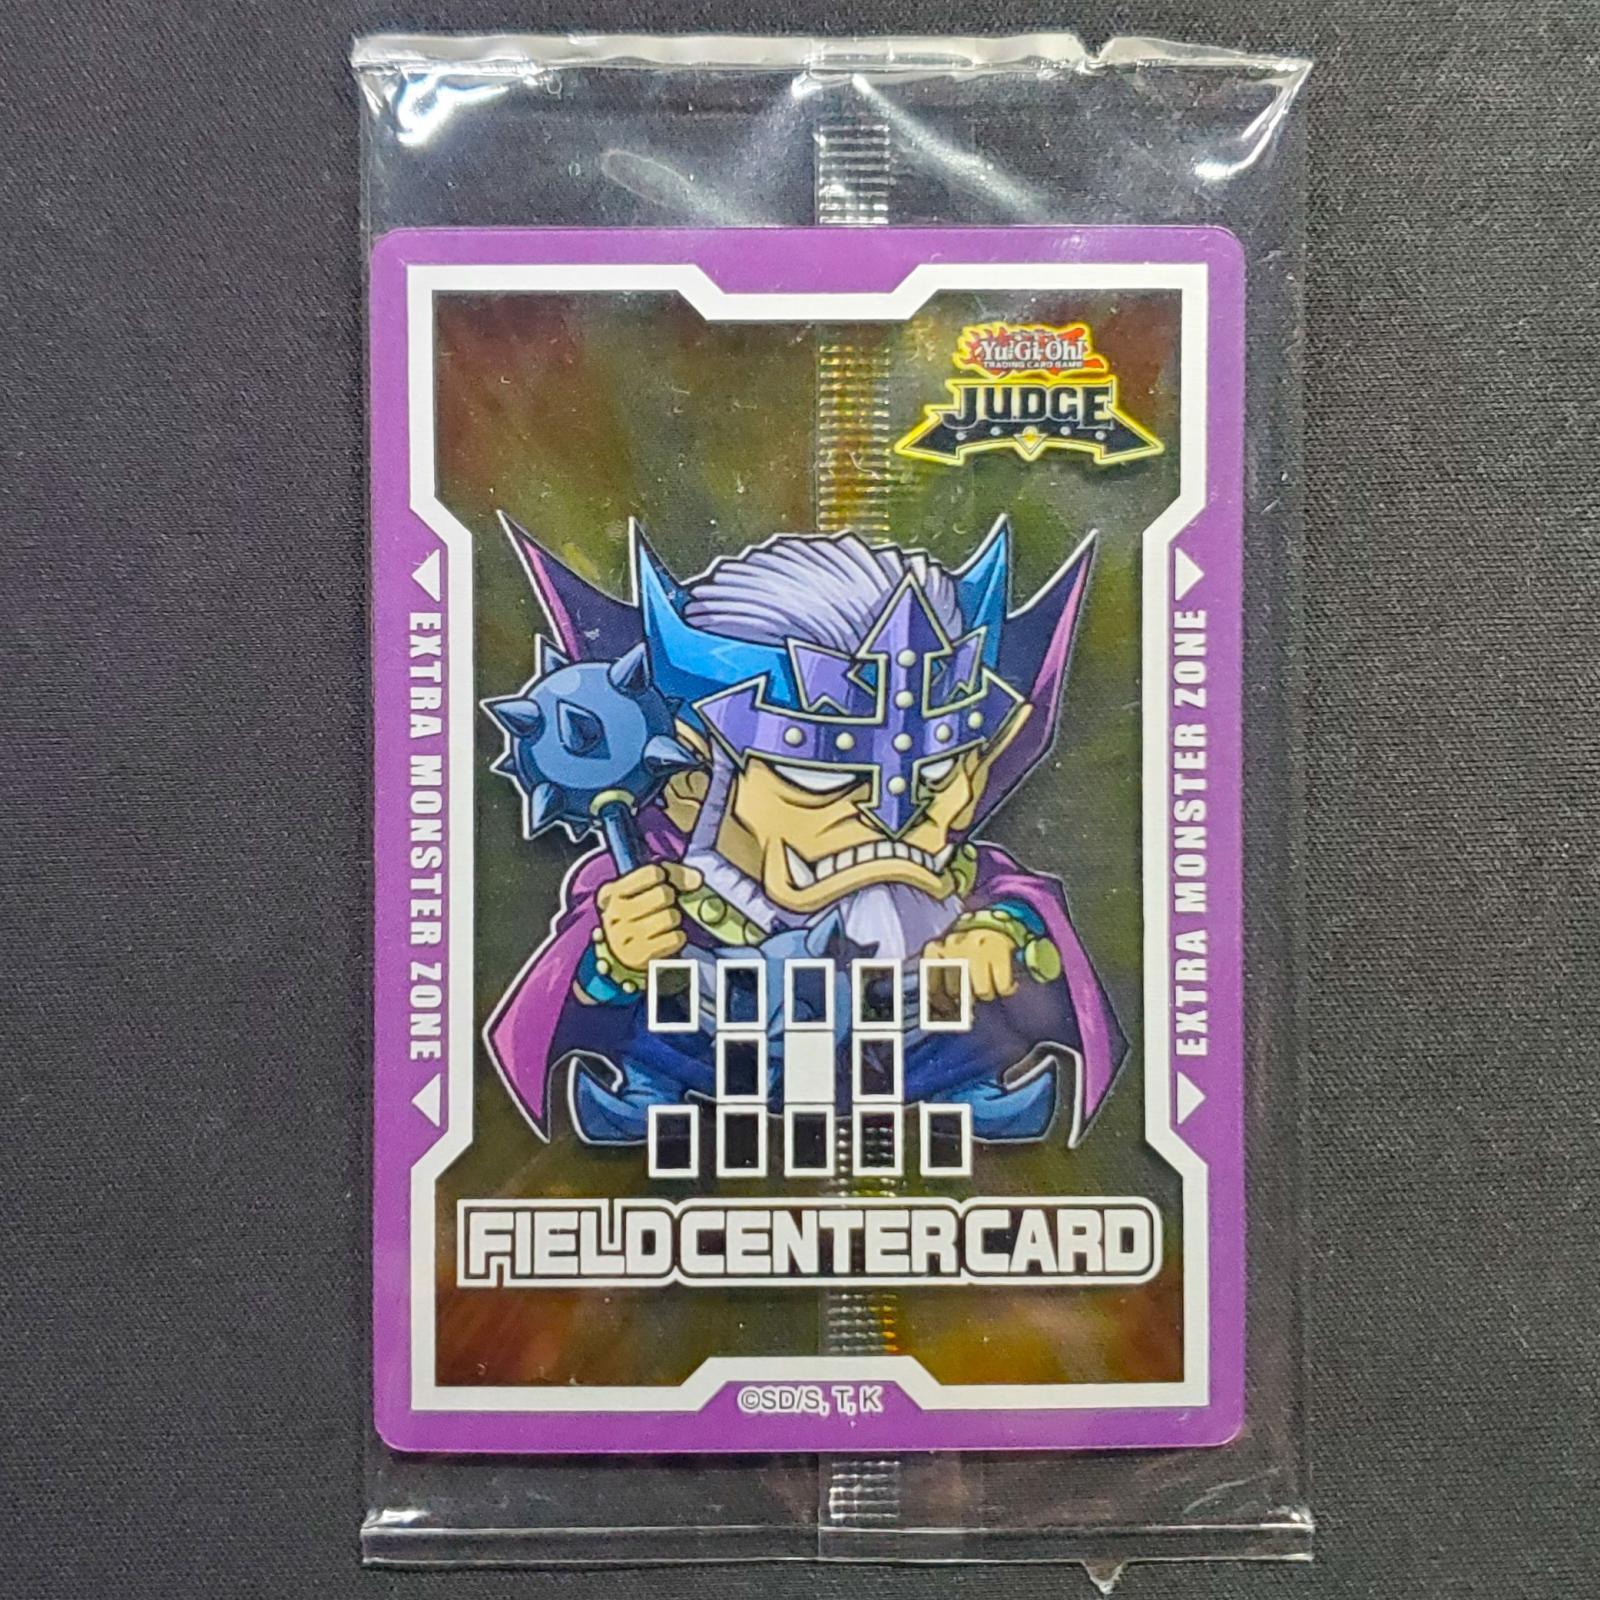 Yu-Gi-Oh!
TRADING CARD GAME
JUDGE
EXTRA MONSTER ZONE
EXTRA MONSTER ZONE
FIELD CENTER CARD
©SD/S, T, K